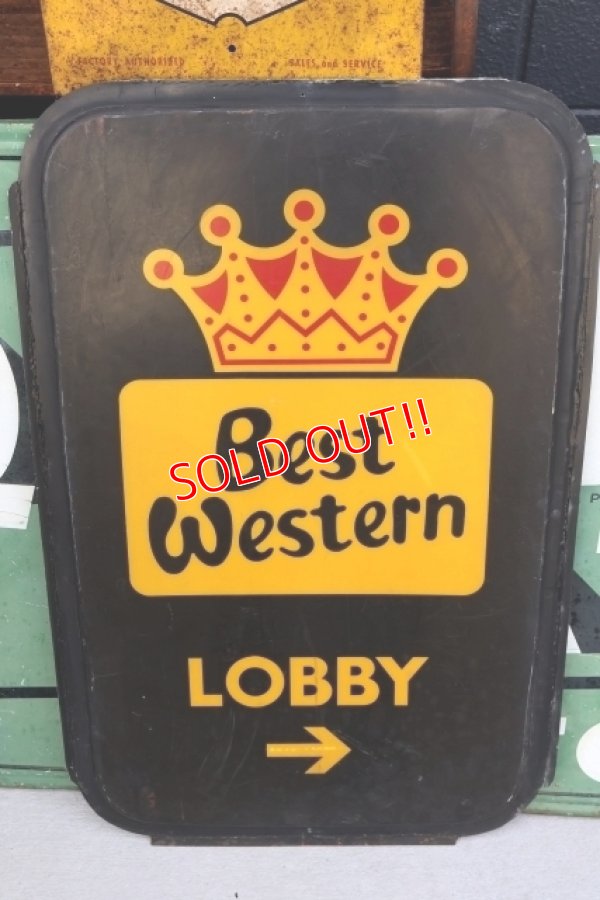 FACTORY AUTHORIZED SALES and SERVICE
Best
SOLD OUT!!
Western
LOBBY